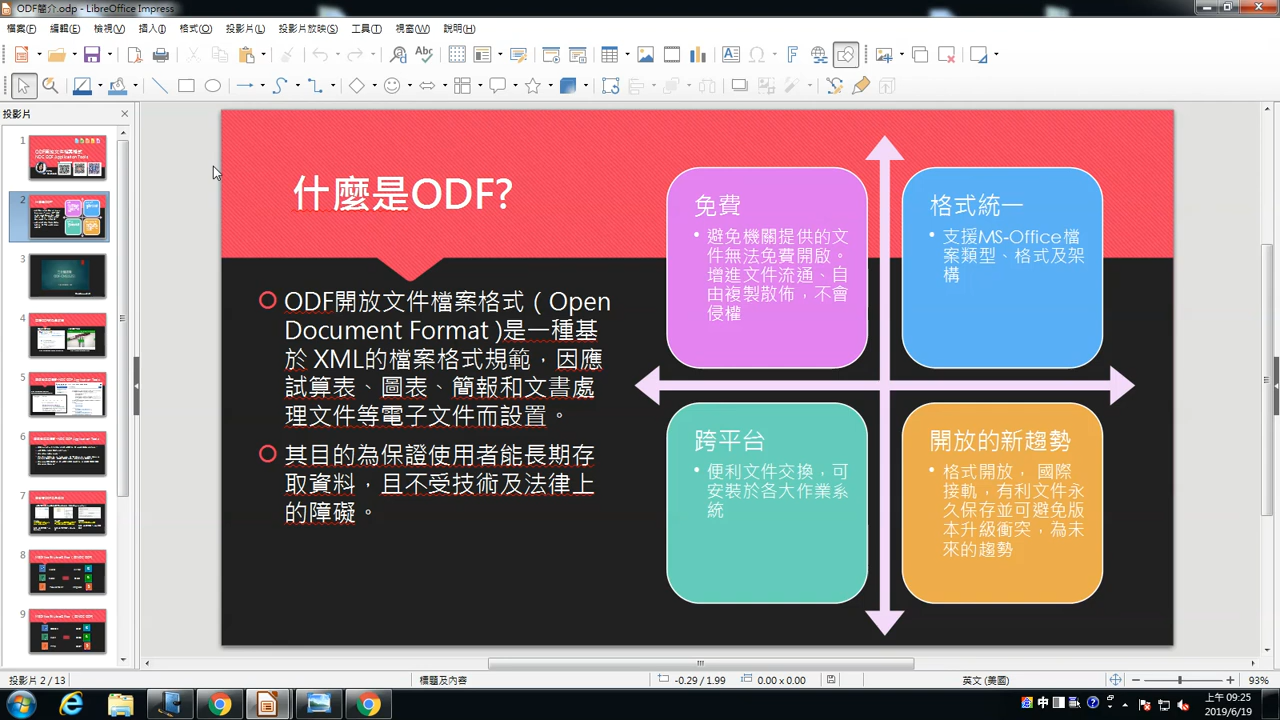 ODF簡介.odp - LibreOffice Impress
檔案(F) 編輯(E) 檢視(V) 插入(I) 格式(O) 投影片(L) 投影片放映(S) 工具(T) 視窗(W) 說明(H)
投影片
1
2
3
4
5
6
7
8
9
什麼是ODF?
ODF開放文件檔案格式 ( Open
Document Format )是一種基
於 XML的檔案格式規範，因應
試算表、圖表、簡報和文書處
理文件等電子文件而設置。
其目的為保證使用者能長期存
取資料，且不受技術及法律上
的障礙。
免費
• 避免機關提供的文
件無法免費開啟。
增進文件流通、自
由複製散佈，不會
侵權
格式統一
• 支援MS-Office檔
案類型、格式及架
構
跨平台
• 便利文件交換，可
安裝於各大作業系
統
開放的新趨勢
• 格式開放， 國際
接軌，有利文件永
久保存並可避免版
本升級衝突，為未
來的趨勢
投影片 2 / 13
標題及內容
-0.29 / 1.99
0.00 x 0.00
英文 (美國)
93%
中
上午 09:25
2019/6/19